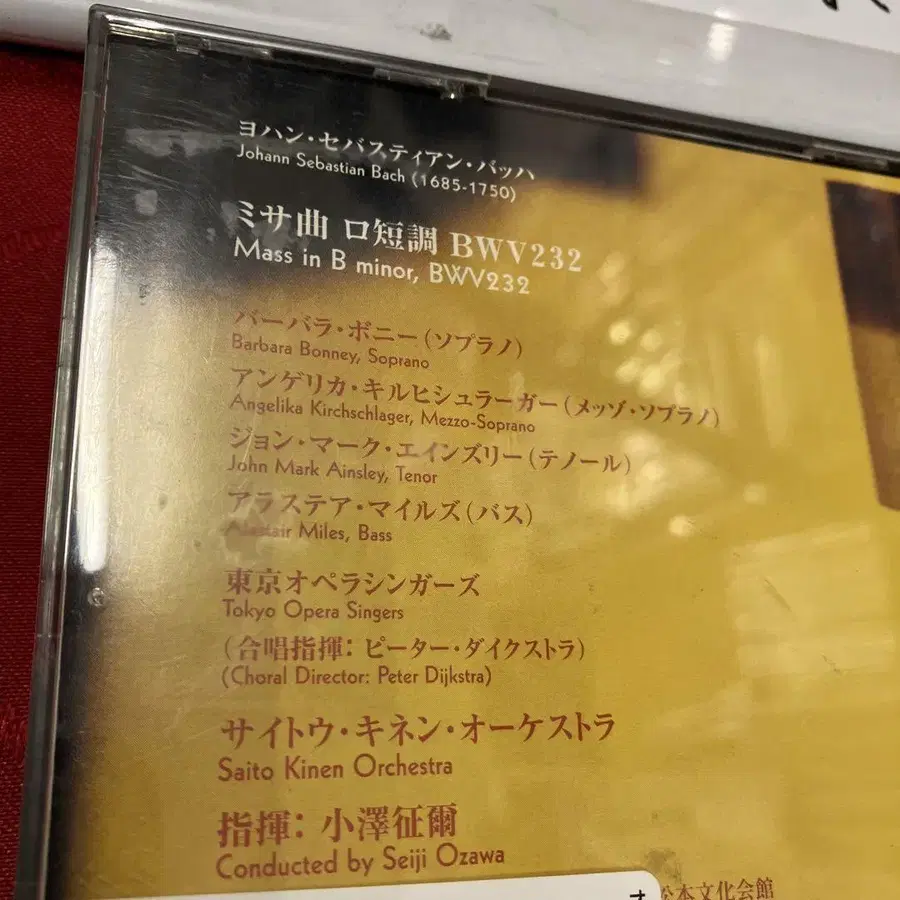 ヨハン・セバスティアン・バッハ
Johann Sebastian Bach (1685-1750)
ミサ曲 ロ短調 BWV232
Mass in B minor, BWV232
バーバラ・ボニー(ソプラノ)
Barbara Bonney, Soprano
アンゲリカ・キルヒシュラーガー(メッゾ・ソプラノ)
Angelika Kirchschlager, Mezzo-Soprano
ジョン・マーク・エインズリー(テノール)
John Mark Ainsley, Tenor
アラステア・マイルズ(バス)
Alastair Miles, Bass
東京オペラシンガーズ
Tokyo Opera Singers
(合唱指揮: ピーター・ダイクストラ)
(Choral Director: Peter Dijkstra)
サイトウ・キネン・オーケストラ
Saito Kinen Orchestra
指揮: 小澤征爾
Conducted by Seiji Ozawa
松本文化会館